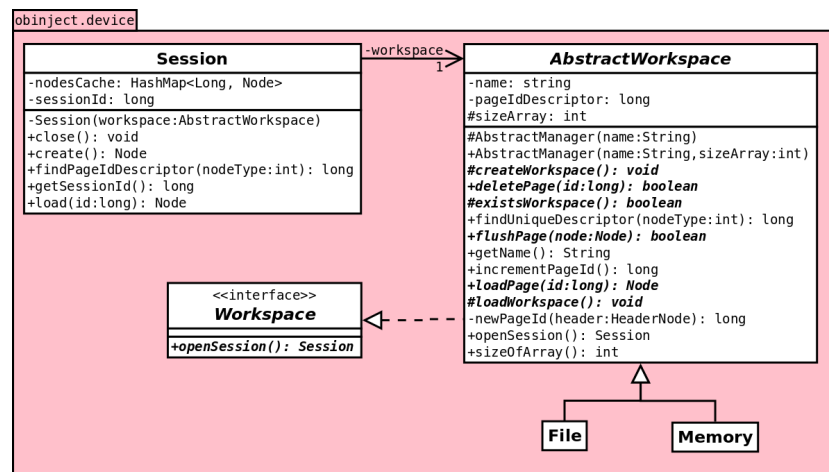 obinject.device
Session
-nodesCache: HashMap<Long, Node>
-sessionId: long
-Session(workspace:AbstractWorkspace)
+close(): void
+create(): Node
+findPageIdDescriptor(nodeType:int): long
+getSessionId(): long
+load(id:long): Node
-workspace
1
AbstractWorkspace
-name: string
-pageIdDescriptor: long
#sizeArray: int
#AbstractManager(name:String)
+AbstractManager(name:String,sizeArray:int)
#createWorkspace(): void
+deletePage(id:long): boolean
#existsWorkspace(): boolean
+findUniqueDescriptor(nodeType:int): long
+flushPage(node:Node): boolean
+getName(): String
+incrementPageId(): long
+loadPage(id:long): Node
#loadWorkspace(): void
-newPageId(header:HeaderNode): long
+openSession(): Session
+sizeOfArray(): int
<<interface>>
Workspace
+openSession(): Session
File
Memory